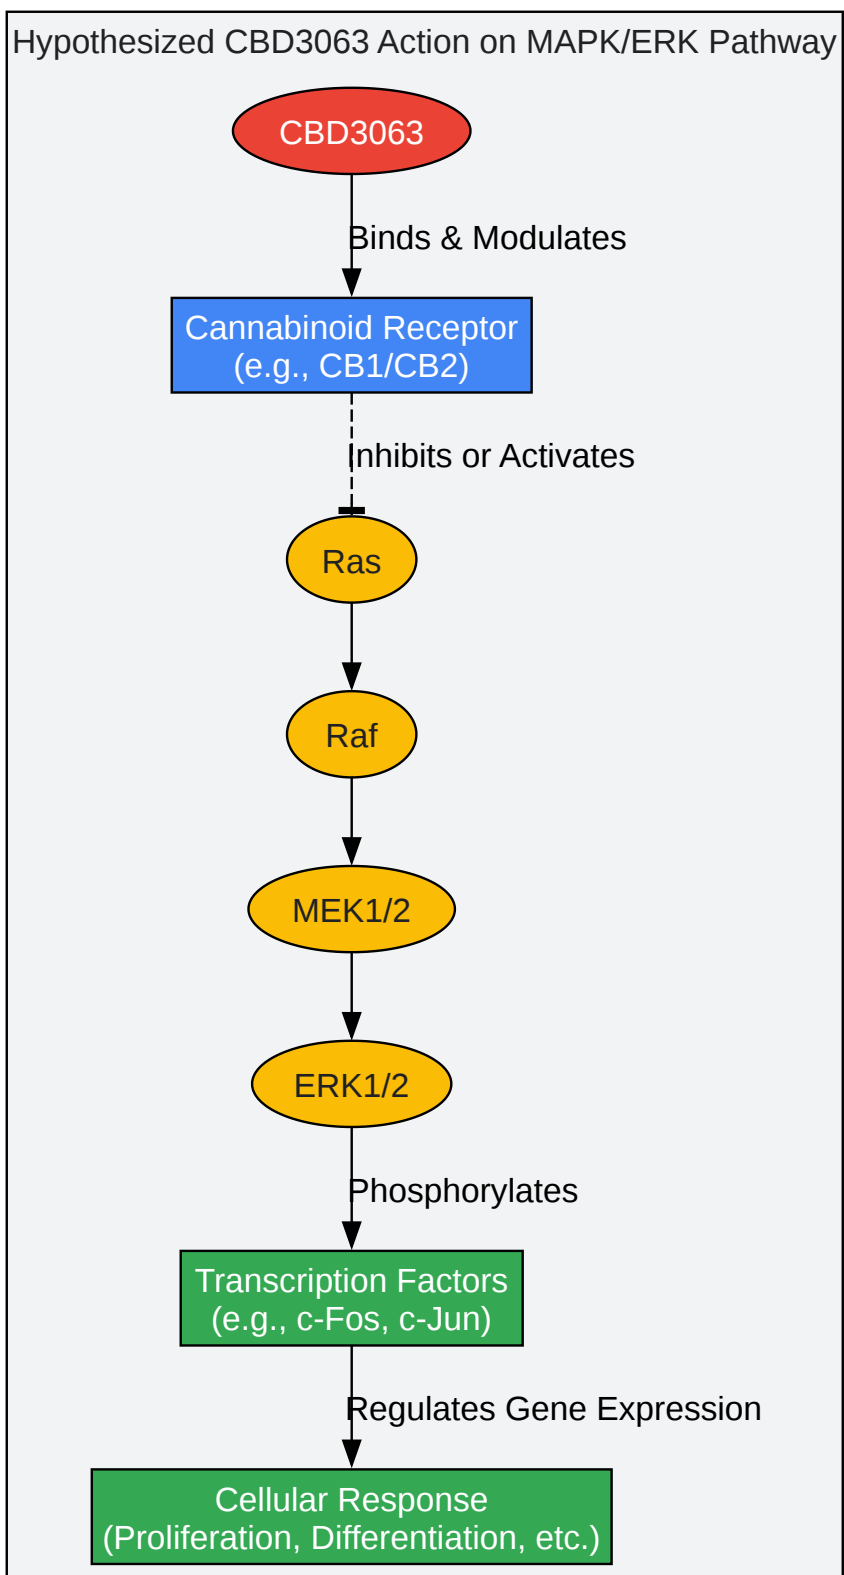 Hypothesized CBD3063 Action on MAPK/ERK Pathway
CBD3063
Binds & Modulates
Cannabinoid Receptor
(e.g., CB1/CB2)
Inhibits or Activates
Ras
Raf
MEK1/2
ERK1/2
Phosphorylates
Transcription Factors
(e.g., c-Fos, c-Jun)
Regulates Gene Expression
Cellular Response
(Proliferation, Differentiation, etc.)